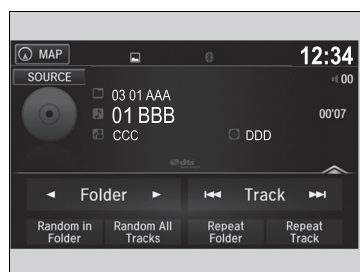 MAP 12:34
SOURCE 00
03 01 AAA
01 BBB 00'07
CCC DDD
dts
Folder Track
Random in Folder Random All Tracks Repeat Folder Repeat Track